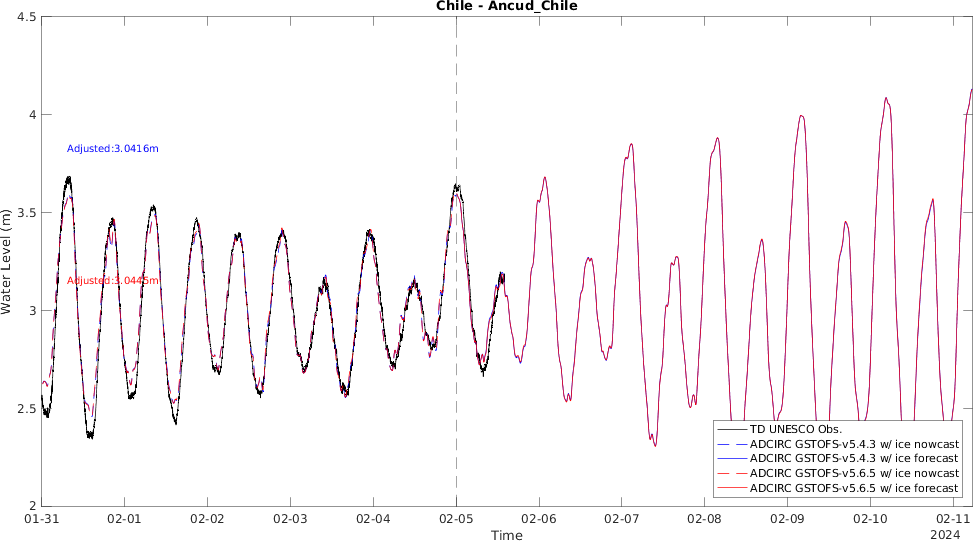 Chile - Ancud_Chile
4.5
4
3.5
3
2.5
2
Water Level (m)
Adjusted:3.0416m
Adjusted:3.0445m
TD UNESCO Obs.
ADCIRC GSTOFS-v5.4.3 w/ ice nowcast
ADCIRC GSTOFS-v5.4.3 w/ ice forecast
ADCIRC GSTOFS-v5.6.5 w/ ice nowcast
ADCIRC GSTOFS-v5.6.5 w/ ice forecast
01-31 02-01 02-02 02-03 02-04 02-05 02-06 02-07 02-08 02-09 02-10 02-11
2024
Time